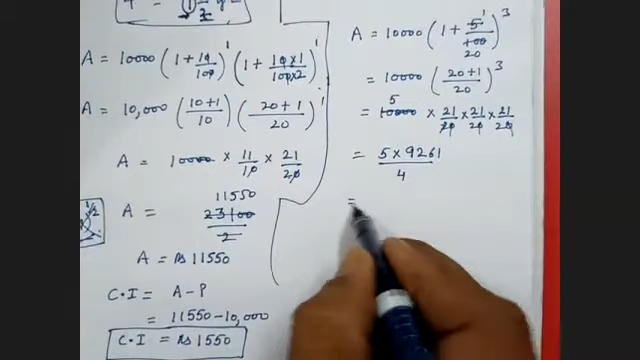 A = 10000 (1 + 10/100)¹ (1 + 10×1/100×2)¹
A = 10,000 (10+1/10) (20+1/20)¹
A = 10000 × 11/10 × 21/20
11550
A = 23100/2
A = Rs 11550
C.I = A-P
= 11550-10,000
C.I = Rs 1550
1/2
A = 10000 (1 + 5/100)³
1
20
= 10000 (20+1/20)³
5
= 10000 × 21/20 × 21/20 × 21/20
= 5×9261/4
=